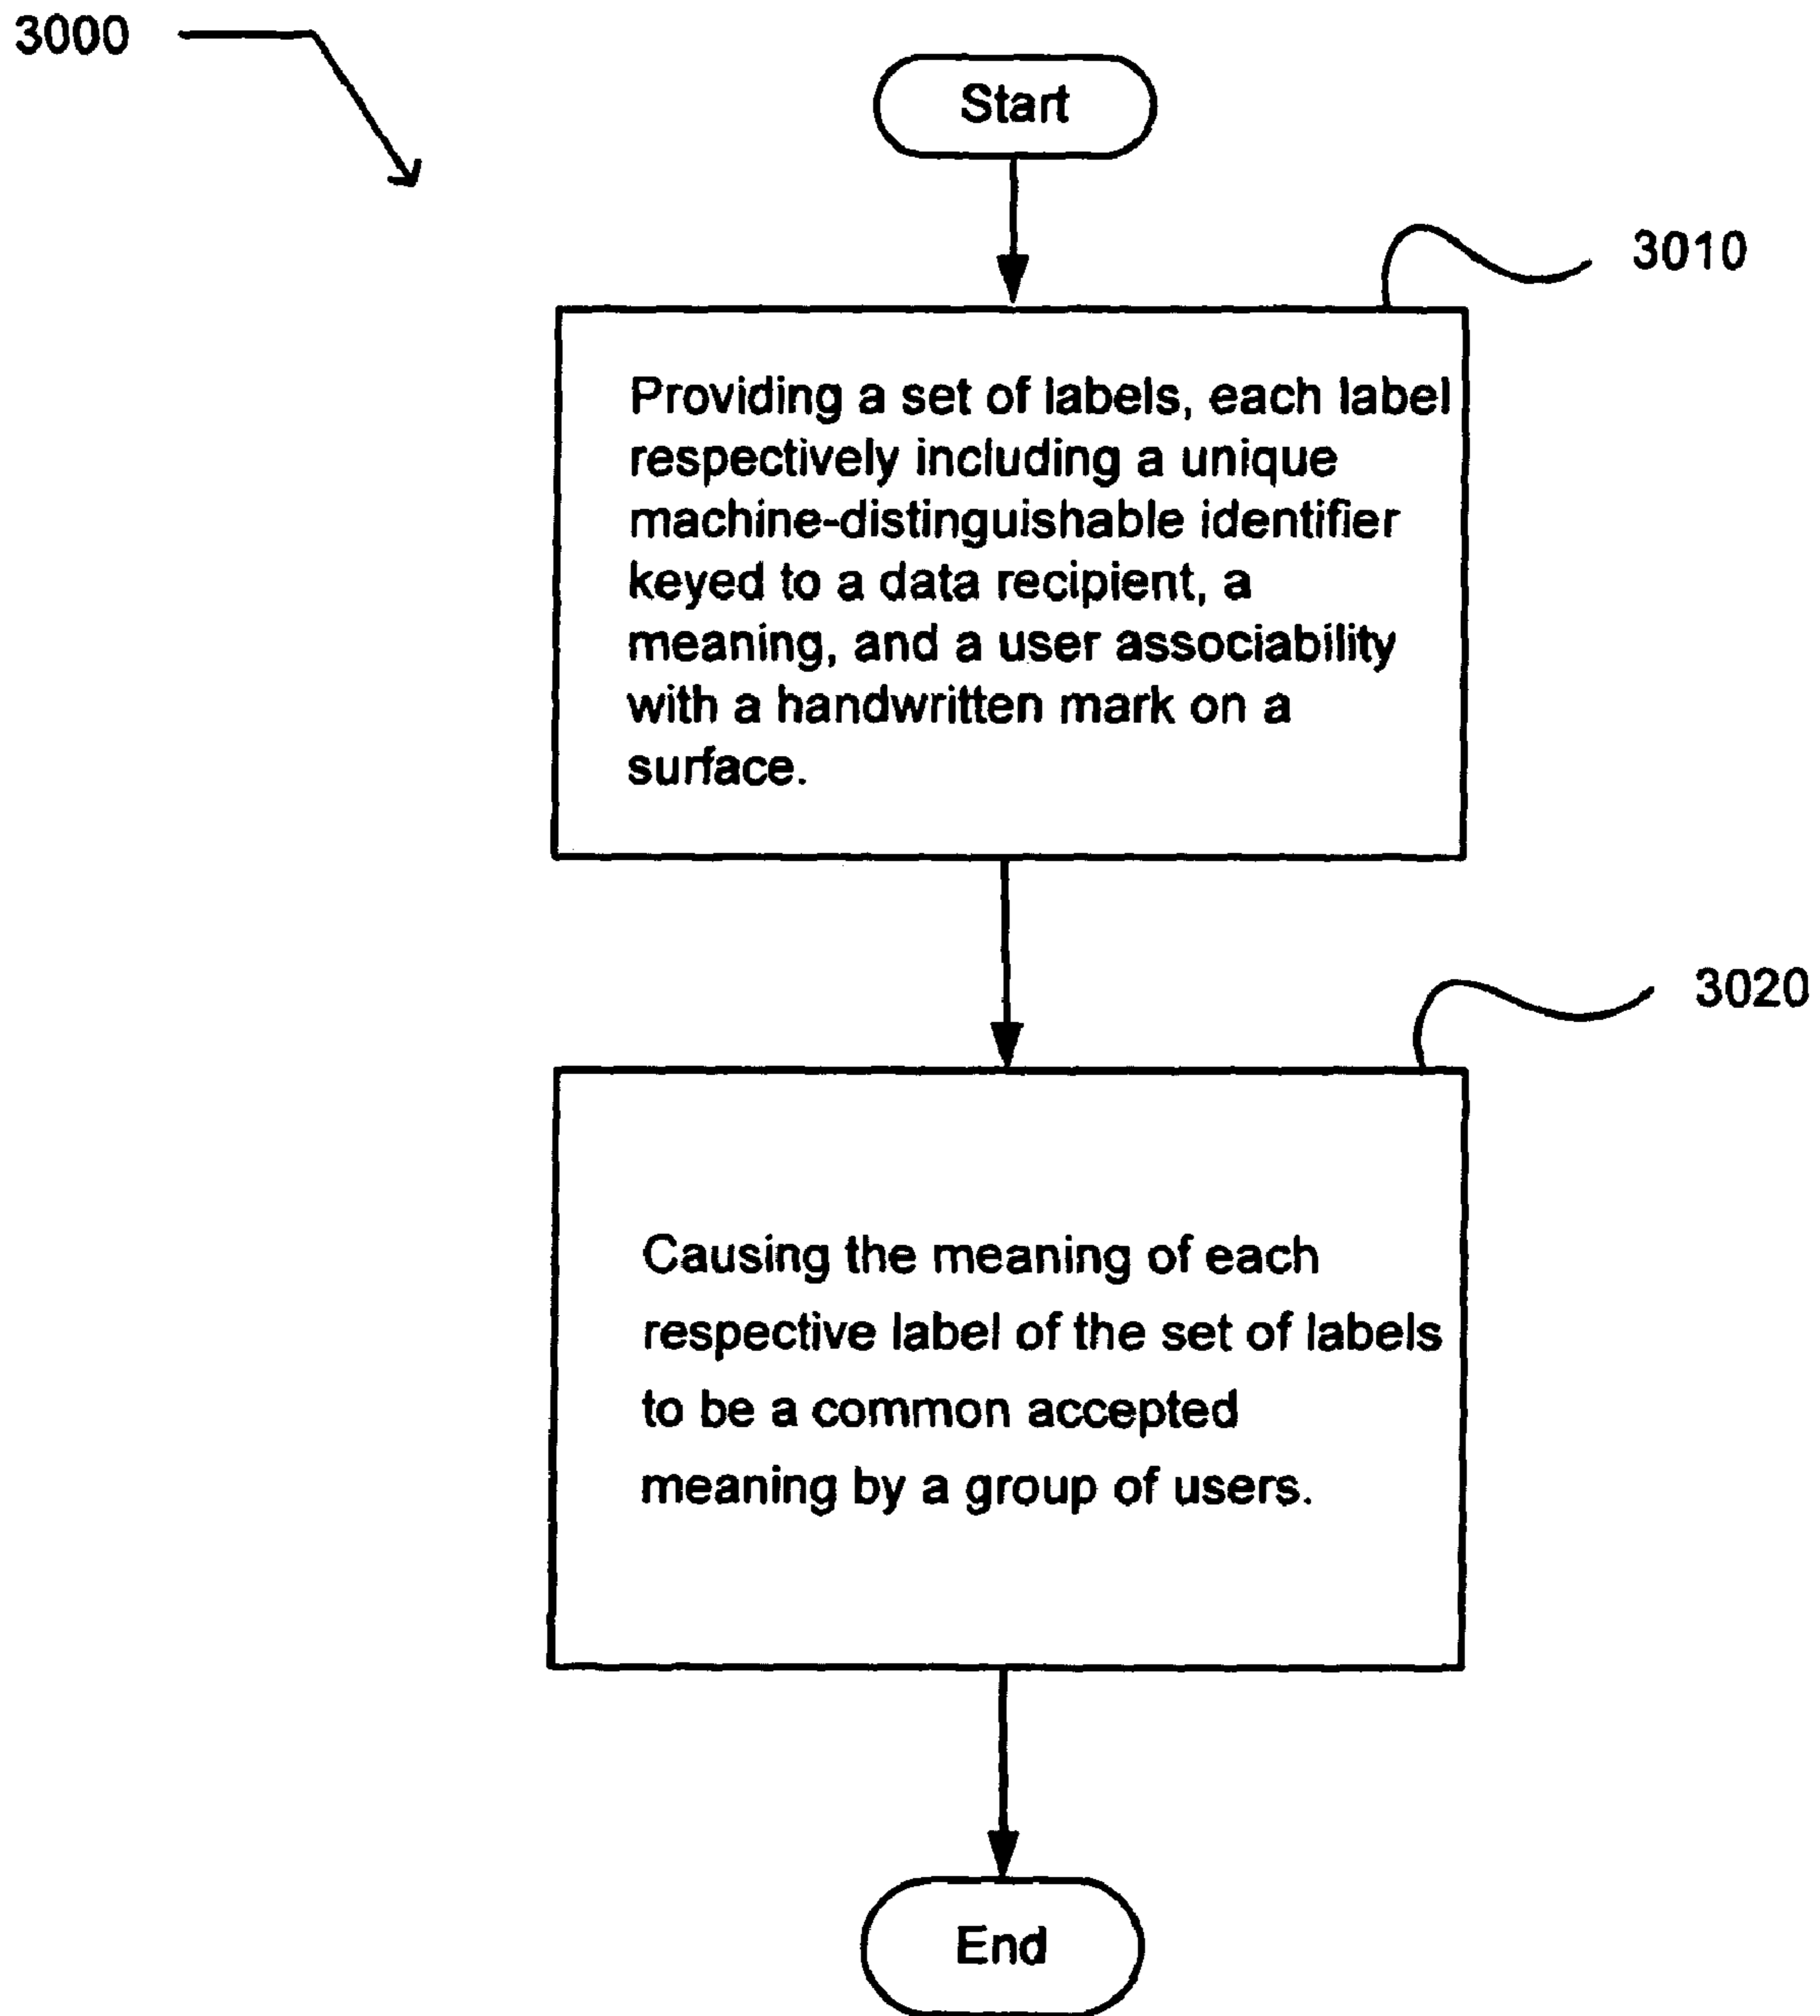 3000
Start
3010
Providing a set of labels, each label
respectively including a unique
machine-distinguishable identifier
keyed to a data recipient, a
meaning, and a user associability
with a handwritten mark on a
surface.
3020
Causing the meaning of each
respective label of the set of labels
to be a common accepted
meaning by a group of users.
End